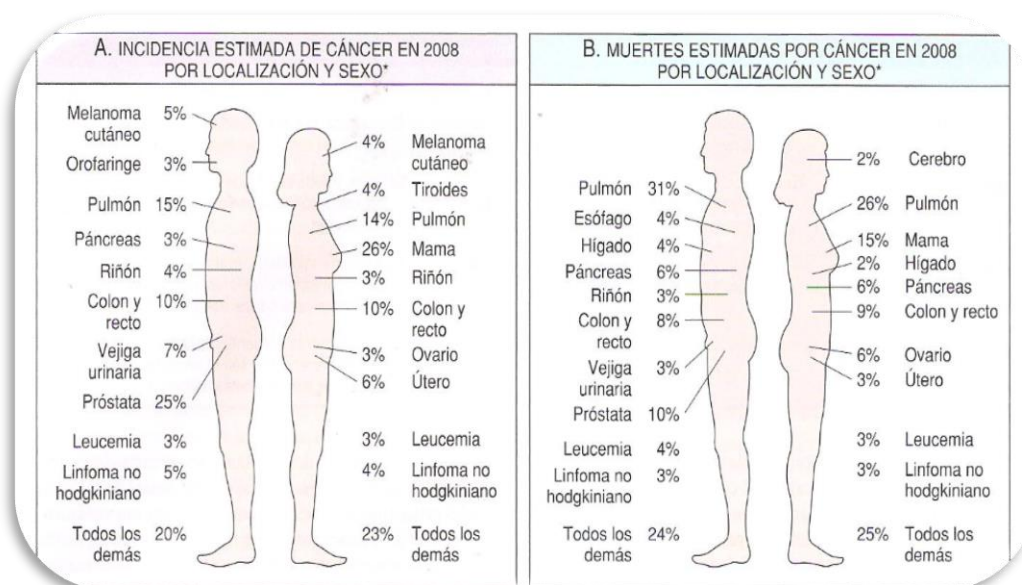 A. INCIDENCIA ESTIMADA DE CÁNCER EN 2008
POR LOCALIZACIÓN Y SEXO*
Melanoma 5%
cutáneo
Orofaringe 3%
Pulmón 15%
Páncreas 3%
Riñón 4%
Colon y 10%
recto
Vejiga 7%
urinaria
Próstata 25%
Leucemia 3%
Linfoma no 5%
hodgkiniano
Todos los 20%
demás
4% Melanoma
cutáneo
4% Tiroides
14% Pulmón
26% Mama
3% Riñón
10% Colon y
recto
3% Ovario
6% Útero
3% Leucemia
4% Linfoma no
hodgkiniano
23% Todos los
demás
B. MUERTES ESTIMADAS POR CÁNCER EN 2008
POR LOCALIZACIÓN Y SEXO*
Pulmón 31%
Esófago 4%
Hígado 4%
Páncreas 6%
Riñón 3%
Colon y 8%
recto
Vejiga 3%
urinaria
Próstata 10%
Leucemia 4%
Linfoma no 3%
hodgkiniano
Todos los 24%
demás
2% Cerebro
26% Pulmón
15% Mama
2% Hígado
6% Páncreas
9% Colon y recto
6% Ovario
3% Útero
3% Leucemia
3% Linfoma no
hodgkiniano
25% Todos los
demás